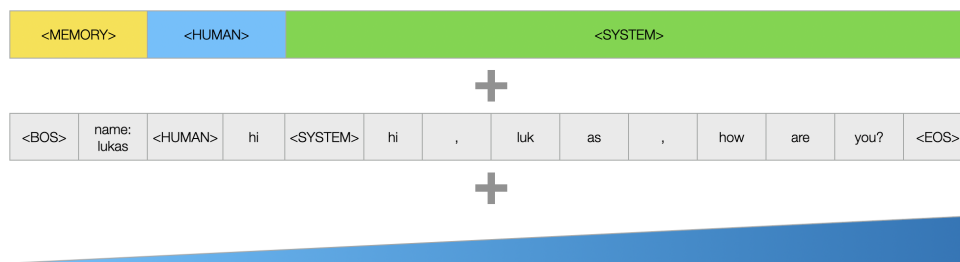 <MEMORY> <HUMAN> <SYSTEM>
<BOS> name: lukas <HUMAN> hi <SYSTEM> hi , luk as , how are you? <EOS>